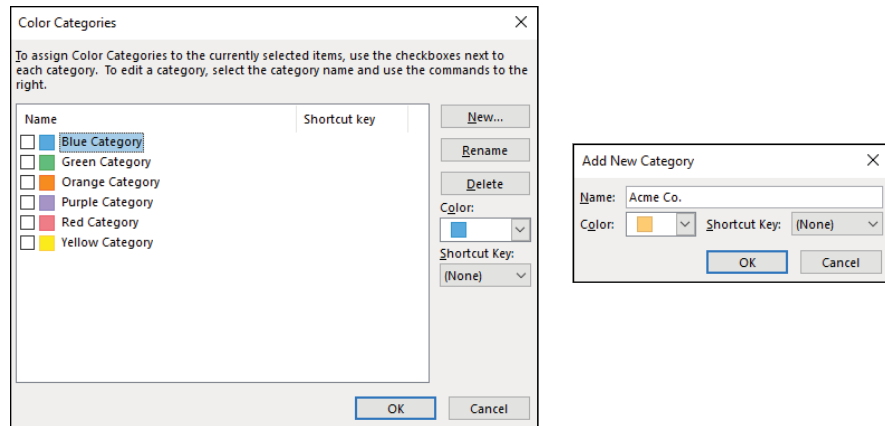 Color Categories
To assign Color Categories to the currently selected items, use the checkboxes next to
each category. To edit a category, select the category name and use the commands to the
right.
Name Shortcut key
Blue Category
Green Category
Orange Category
Purple Category
Red Category
Yellow Category
New...
Rename
Delete
Color:
Shortcut Key:
(None)
OK Cancel
Add New Category
Name: Acme Co.
Color: Shortcut Key: (None)
OK Cancel